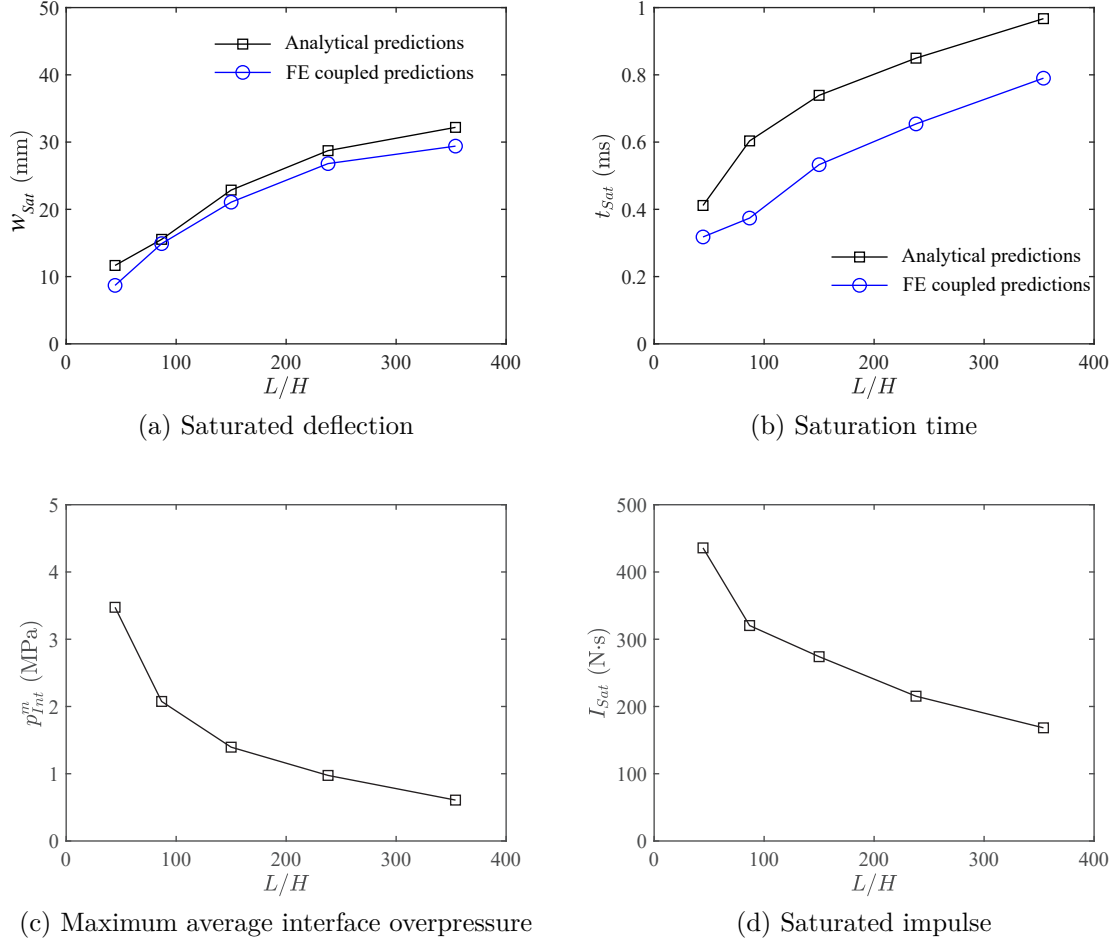 50
40
30
20
10
0
0 100 200 300 400
w_Sat (mm)
L/H
Analytical predictions
FE coupled predictions
(a) Saturated deflection
1
0.8
0.6
0.4
0.2
0
0 100 200 300 400
t_Sat (ms)
L/H
Analytical predictions
FE coupled predictions
(b) Saturation time
5
4
3
2
1
0
0 100 200 300 400
p^m_Int (MPa)
L/H
(c) Maximum average interface overpressure
500
400
300
200
100
0
0 100 200 300 400
I_Sat (N·s)
L/H
(d) Saturated impulse